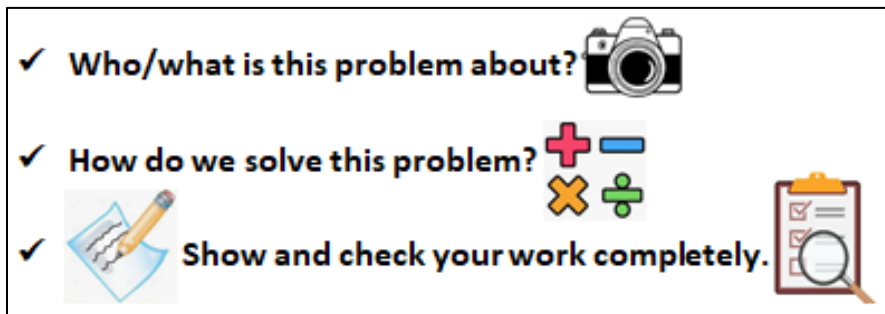 ✓ Who/what is this problem about?
✓ How do we solve this problem?
✓ Show and check your work completely.